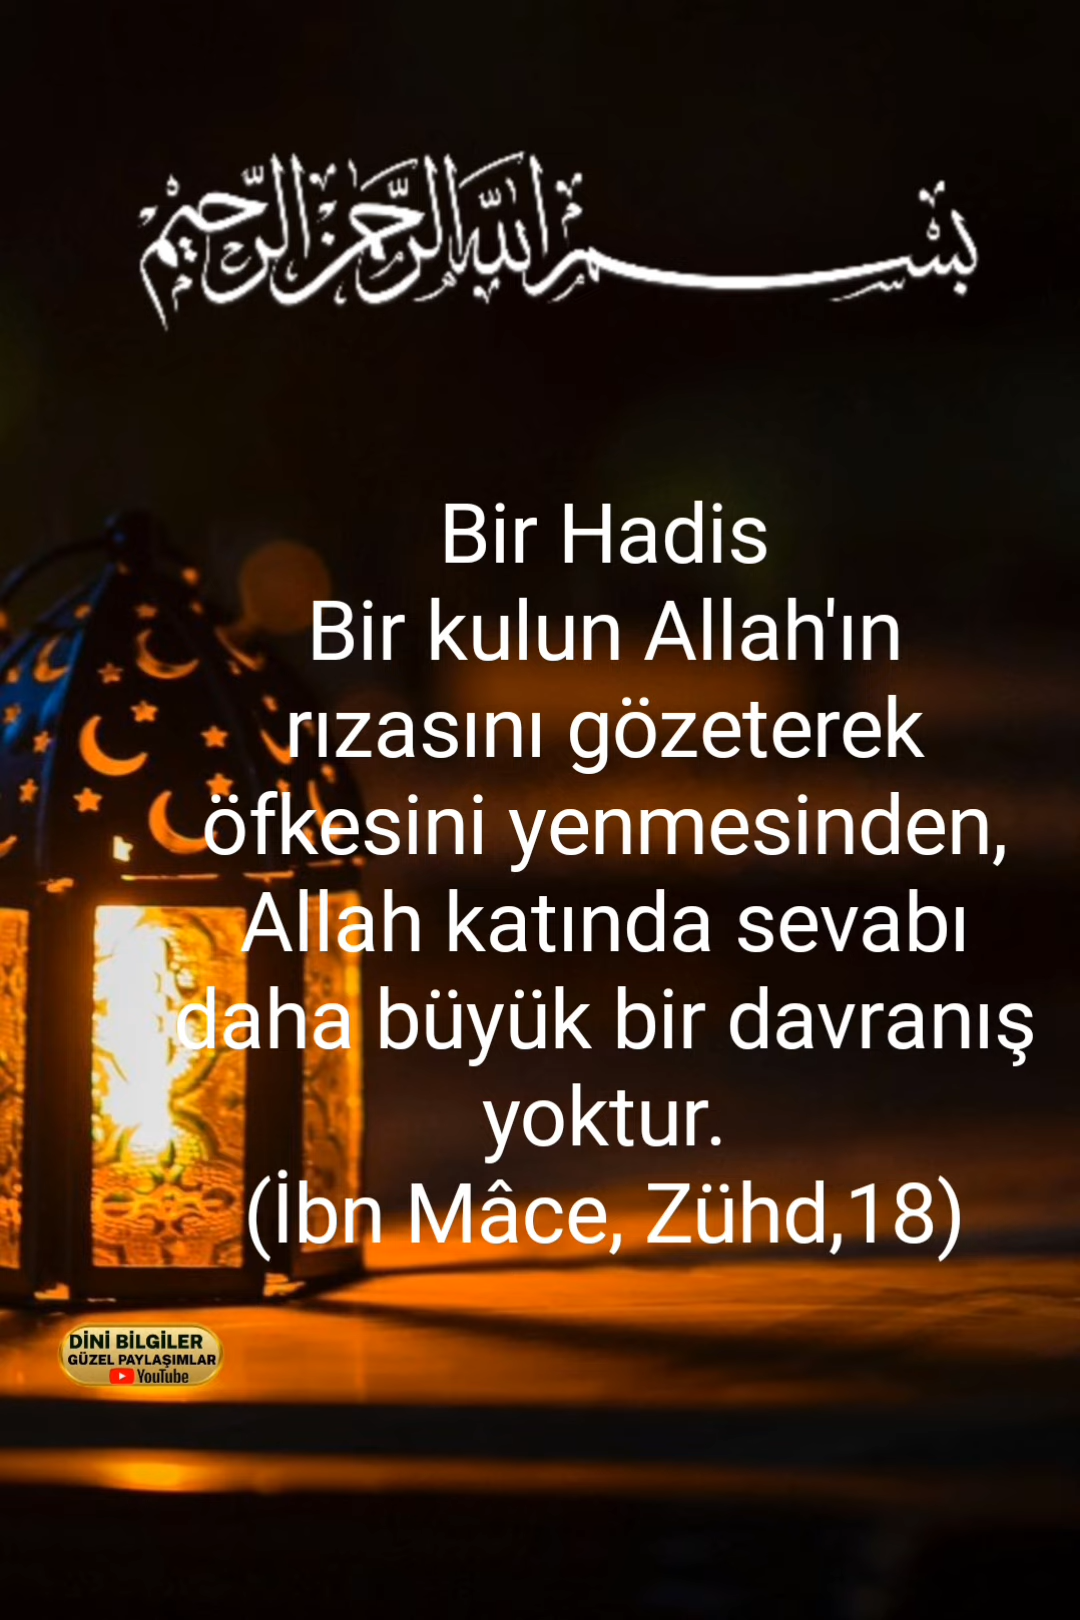 بسم الله الرحمن الرحيم
Bir Hadis
Bir kulun Allah'ın
rızasını gözeterek
öfkesini yenmesinden,
Allah katında sevabı
daha büyük bir davranış
yoktur.
(İbn Mâce, Zühd,18)
DİNİ BİLGİLER
GÜZEL PAYLAŞIMLAR
YouTube